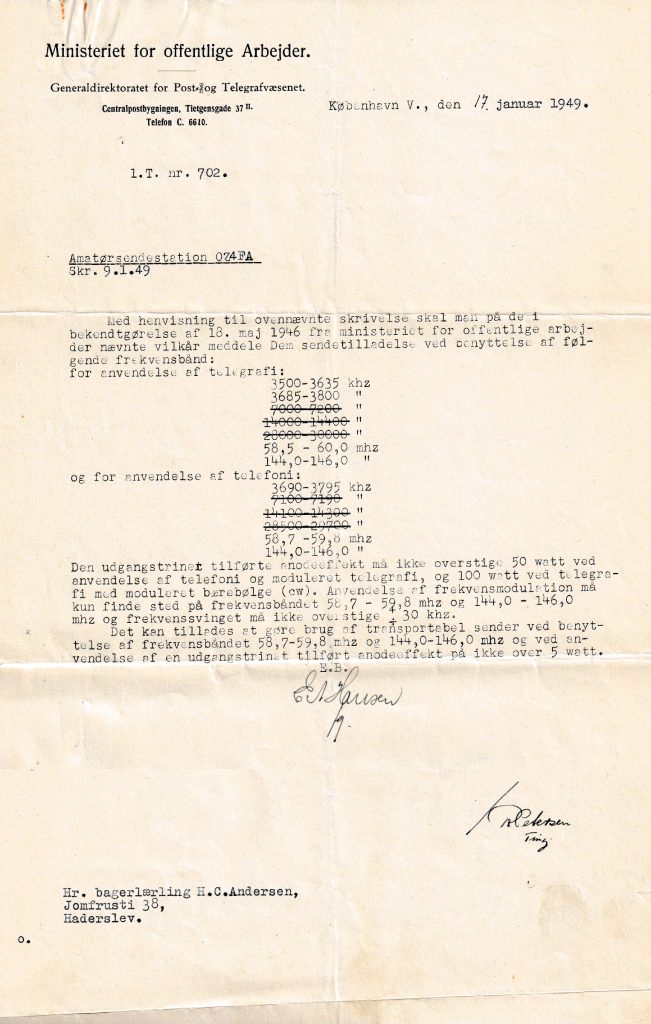 Ministeriet for offentlige Arbejder.
Generaldirektoratet for Post- og Telegrafvæsenet.
Centralpostbygningen, Tietgensgade 37 II.
Telefon C. 6610.
København V., den 17. januar 1949.
1.T. nr. 702.
Amatørsendestation OZ4FA
Skr. 9.1.49
Med henvisning til ovennævnte skrivelse skal man på de i
bekendtgørelse af 18. maj 1946 fra ministeriet for offentlige arbej-
der nævnte vilkår meddele Dem sendetilladelse ved benyttelse af føl-
gende frekvensbånd:
for anvendelse af telegrafi:
3500-3635 khz
3685-3800 "
7000-7200 "
14000-14400 "
28000-30000 "
58,5 - 60,0 mhz
144,0-146,0 "
og for anvendelse af telefoni:
3690-3795 khz
7100-7190 "
14100-14300 "
28500-29700 "
58,7 -59,8 mhz
144,0-146,0 "
Den udgangstrinet tilførte anodeeffekt må ikke overstige 50 watt ved
anvendelse af telefoni og moduleret telegrafi, og 100 watt ved telegra-
fi med moduleret bærebølge (cw). Anvendelse af frekvensmodulation må
kun finde sted på frekvensbåndet 58,7 - 59,8 mhz og 144,0 - 146,0
mhz og frekvenssvinget må ikke overstige ± 30 khz.
Det kan tillades at gøre brug af transportabel sender ved benyt-
telse af frekvensbåndet 58,7-59,8 mhz og 144,0-146,0 mhz og ved an-
vendelse af en udgangstrinet tilført anodeeffekt på ikke over 5 watt.
E.B.
Hansen
Petersen
Ting
Hr. bagerlærling H.C.Andersen,
Jomfrusti 38,
Haderslev.
o.